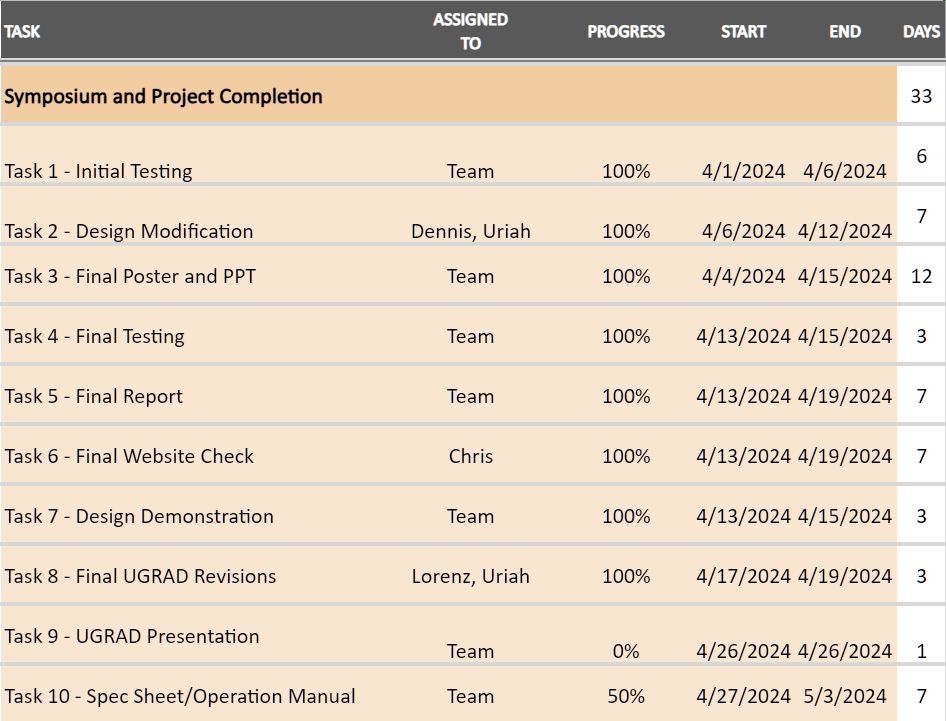 TASK ASSIGNED TO PROGRESS START END DAYS
Symposium and Project Completion 33
Task 1 - Initial Testing Team 100% 4/1/2024 4/6/2024 6
Task 2 - Design Modification Dennis, Uriah 100% 4/6/2024 4/12/2024 7
Task 3 - Final Poster and PPT Team 100% 4/4/2024 4/15/2024 12
Task 4 - Final Testing Team 100% 4/13/2024 4/15/2024 3
Task 5 - Final Report Team 100% 4/13/2024 4/19/2024 7
Task 6 - Final Website Check Chris 100% 4/13/2024 4/19/2024 7
Task 7 - Design Demonstration Team 100% 4/13/2024 4/15/2024 3
Task 8 - Final UGRAD Revisions Lorenz, Uriah 100% 4/17/2024 4/19/2024 3
Task 9 - UGRAD Presentation Team 0% 4/26/2024 4/26/2024 1
Task 10 - Spec Sheet/Operation Manual Team 50% 4/27/2024 5/3/2024 7